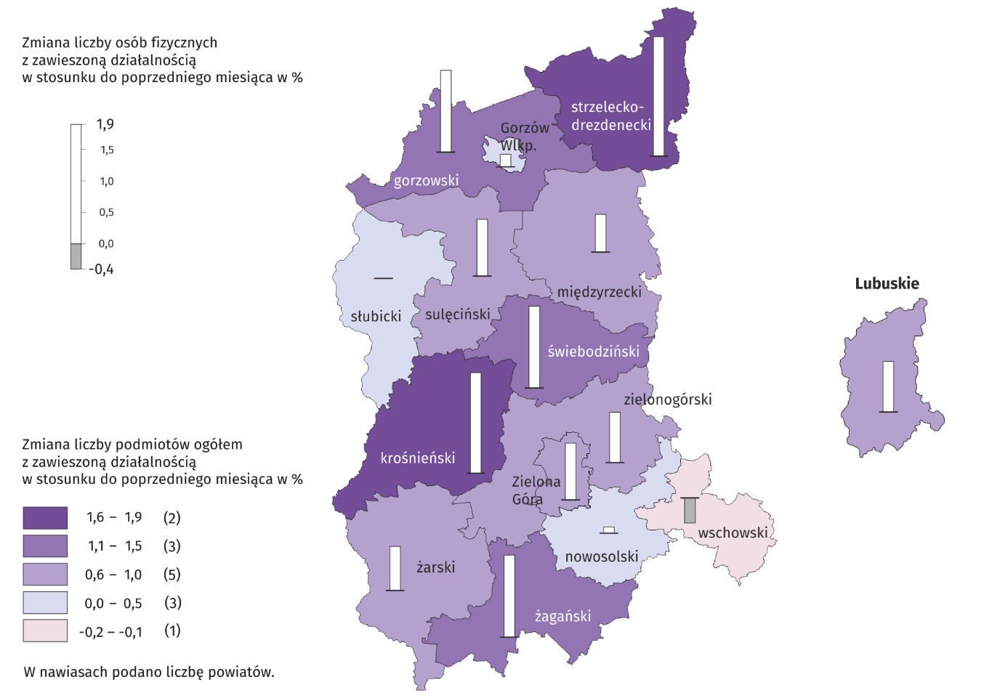 Zmiana liczby osób fizycznych
z zawieszoną działalnością
w stosunku do poprzedniego miesiąca w %
1,9
1,5
1,0
0,5
0,0
-0,4
strzelecko-
drezdenecki
Gorzów
Wlkp.
gorzowski
słubicki
sulęciński
międzyrzecki
świebodziński
zielonogórski
krośnieński
Zielona
Góra
wschowski
nowosolski
żarski
żagański
Lubuskie
Zmiana liczby podmiotów ogółem
z zawieszoną działalnością
w stosunku do poprzedniego miesiąca w %
1,6 – 1,9 (2)
1,1 – 1,5 (3)
0,6 – 1,0 (5)
0,0 – 0,5 (3)
-0,2 – -0,1 (1)
W nawiasach podano liczbę powiatów.